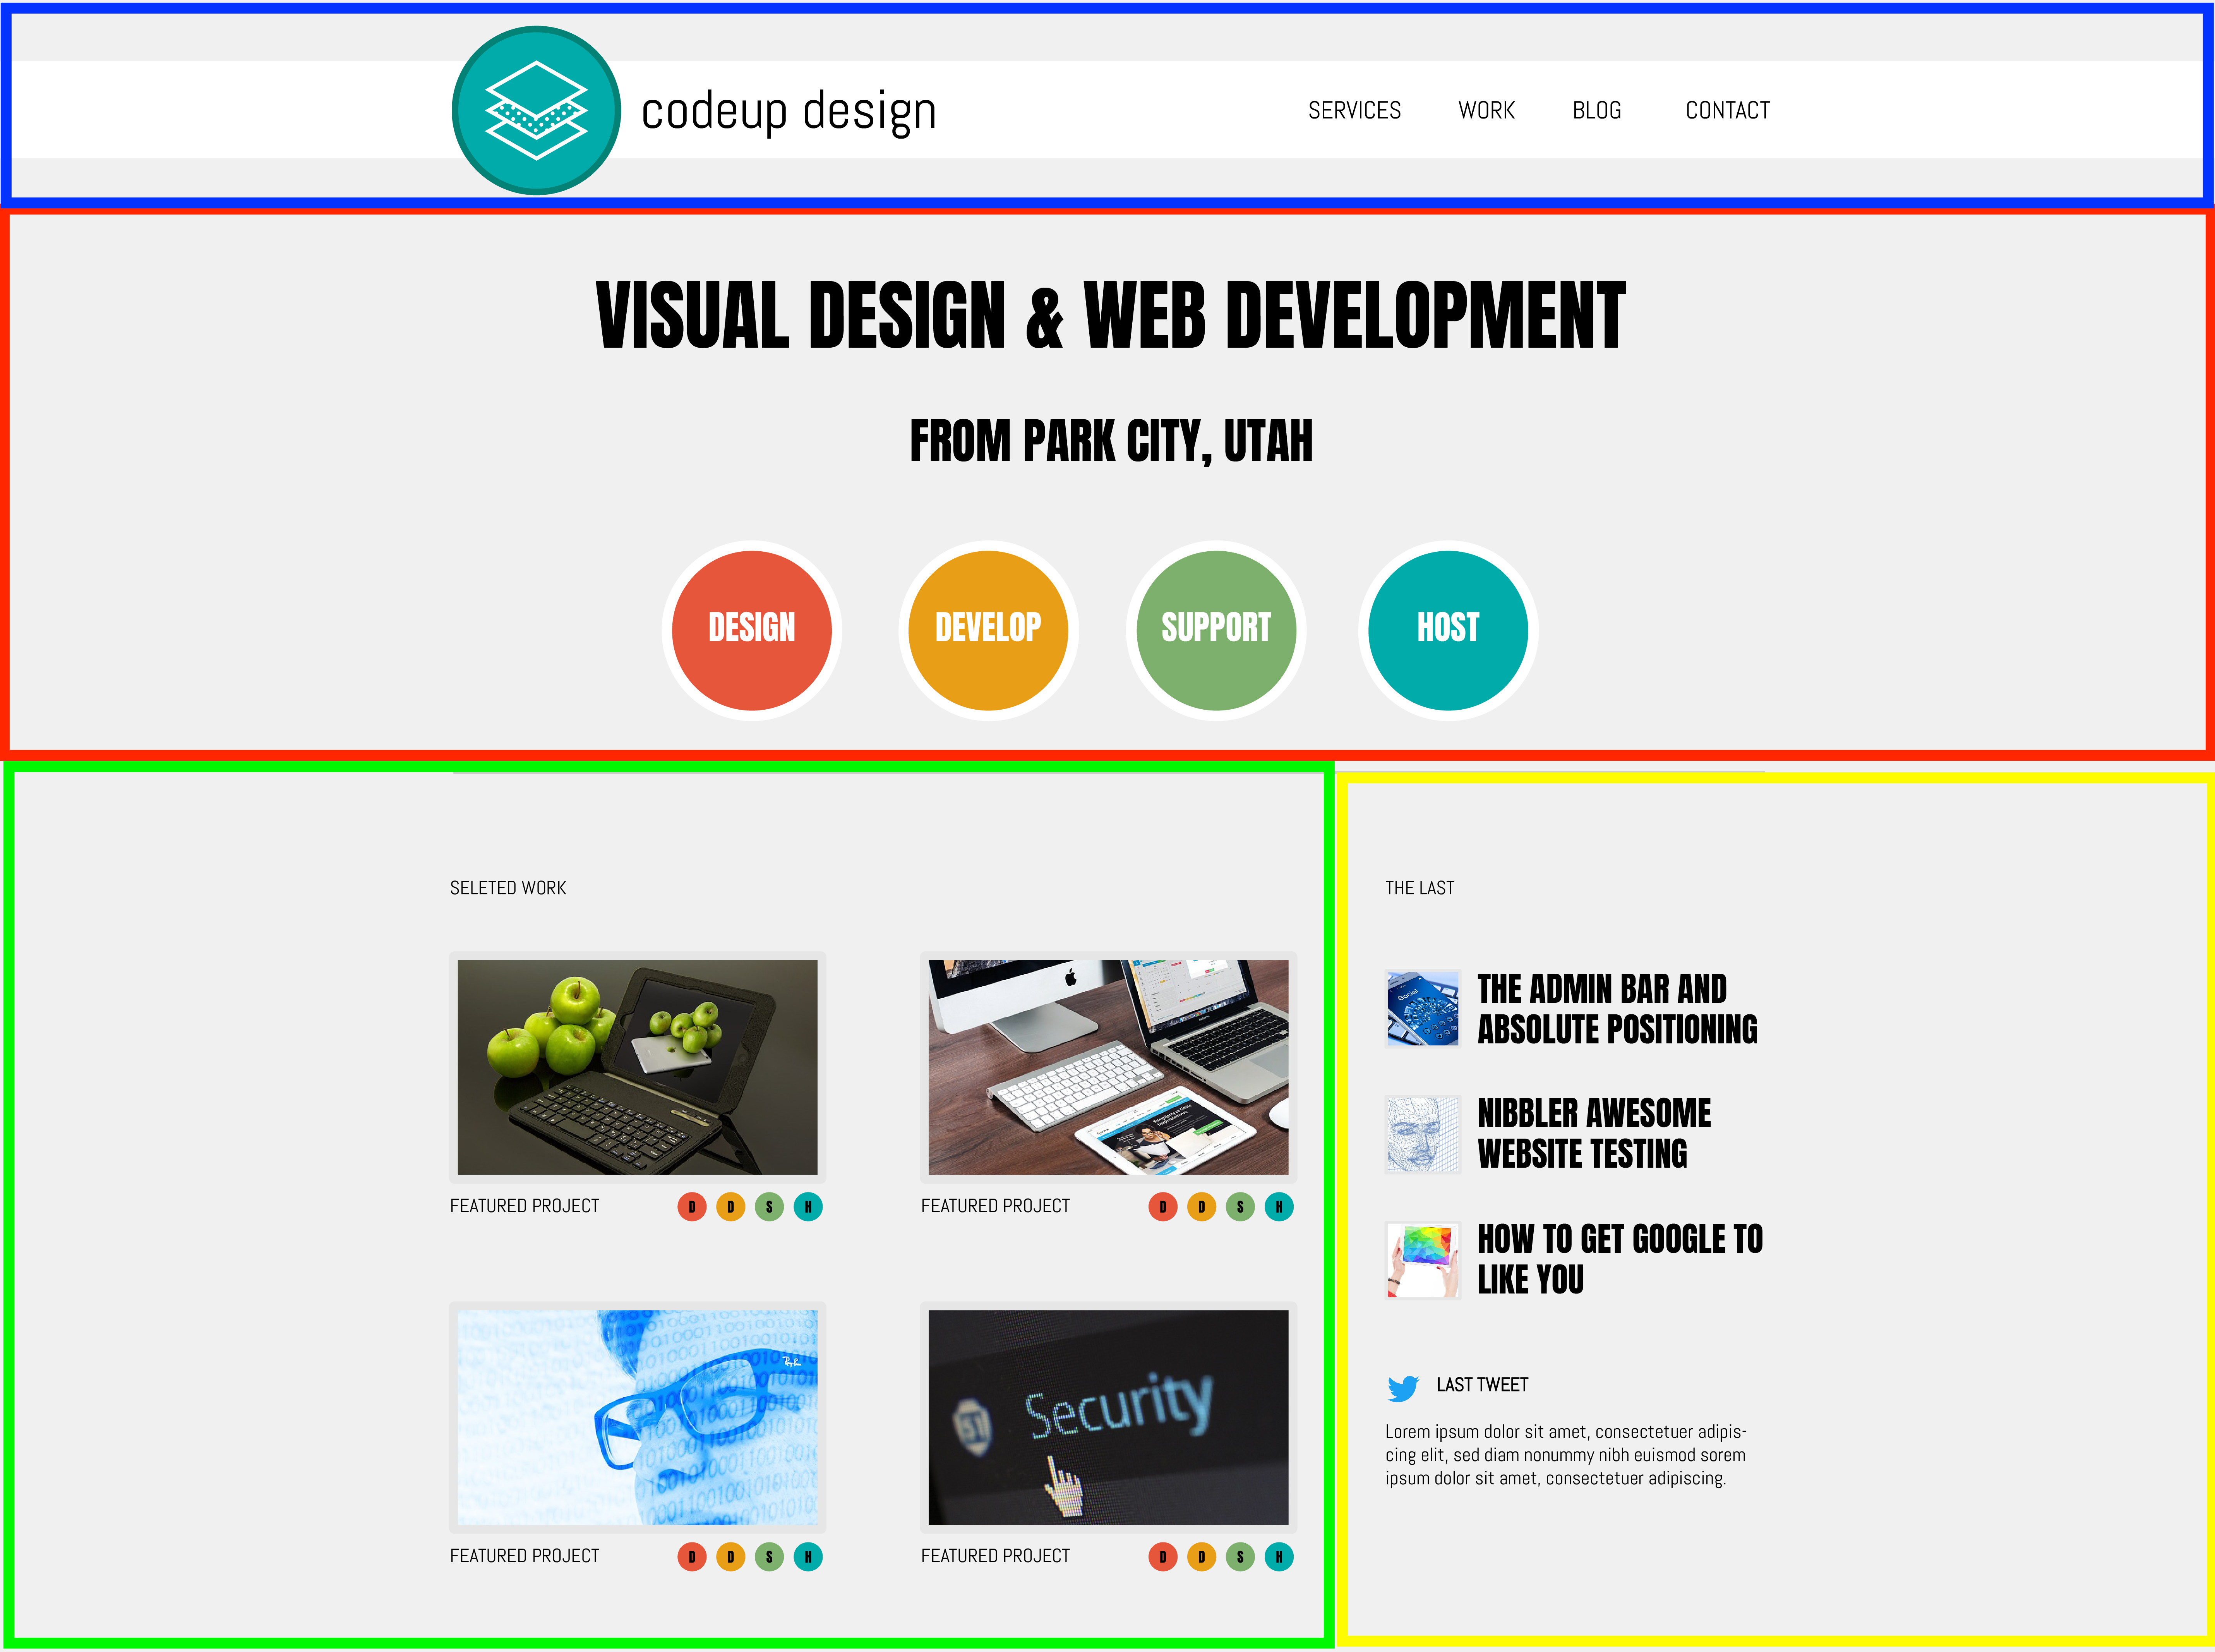 codeup design
SERVICES WORK BLOG CONTACT
VISUAL DESIGN & WEB DEVELOPMENT
FROM PARK CITY, UTAH
DESIGN DEVELOP SUPPORT HOST
SELETED WORK
FEATURED PROJECT D D S H
FEATURED PROJECT D D S H
Security
FEATURED PROJECT D D S H
FEATURED PROJECT D D S H
THE LAST
Social
THE ADMIN BAR AND
ABSOLUTE POSITIONING
NIBBLER AWESOME
WEBSITE TESTING
HOW TO GET GOOGLE TO
LIKE YOU
LAST TWEET
Lorem ipsum dolor sit amet, consectetuer adipis-
cing elit, sed diam nonummy nibh euismod sorem
ipsum dolor sit amet, consectetuer adipiscing.